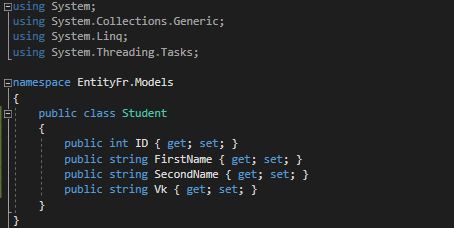 using System;
using System.Collections.Generic;
using System.Linq;
using System.Threading.Tasks;
namespace EntityFr.Models
{
public class Student
{
public int ID { get; set; }
public string FirstName { get; set; }
public string SecondName { get; set; }
public string Vk { get; set; }
}
}